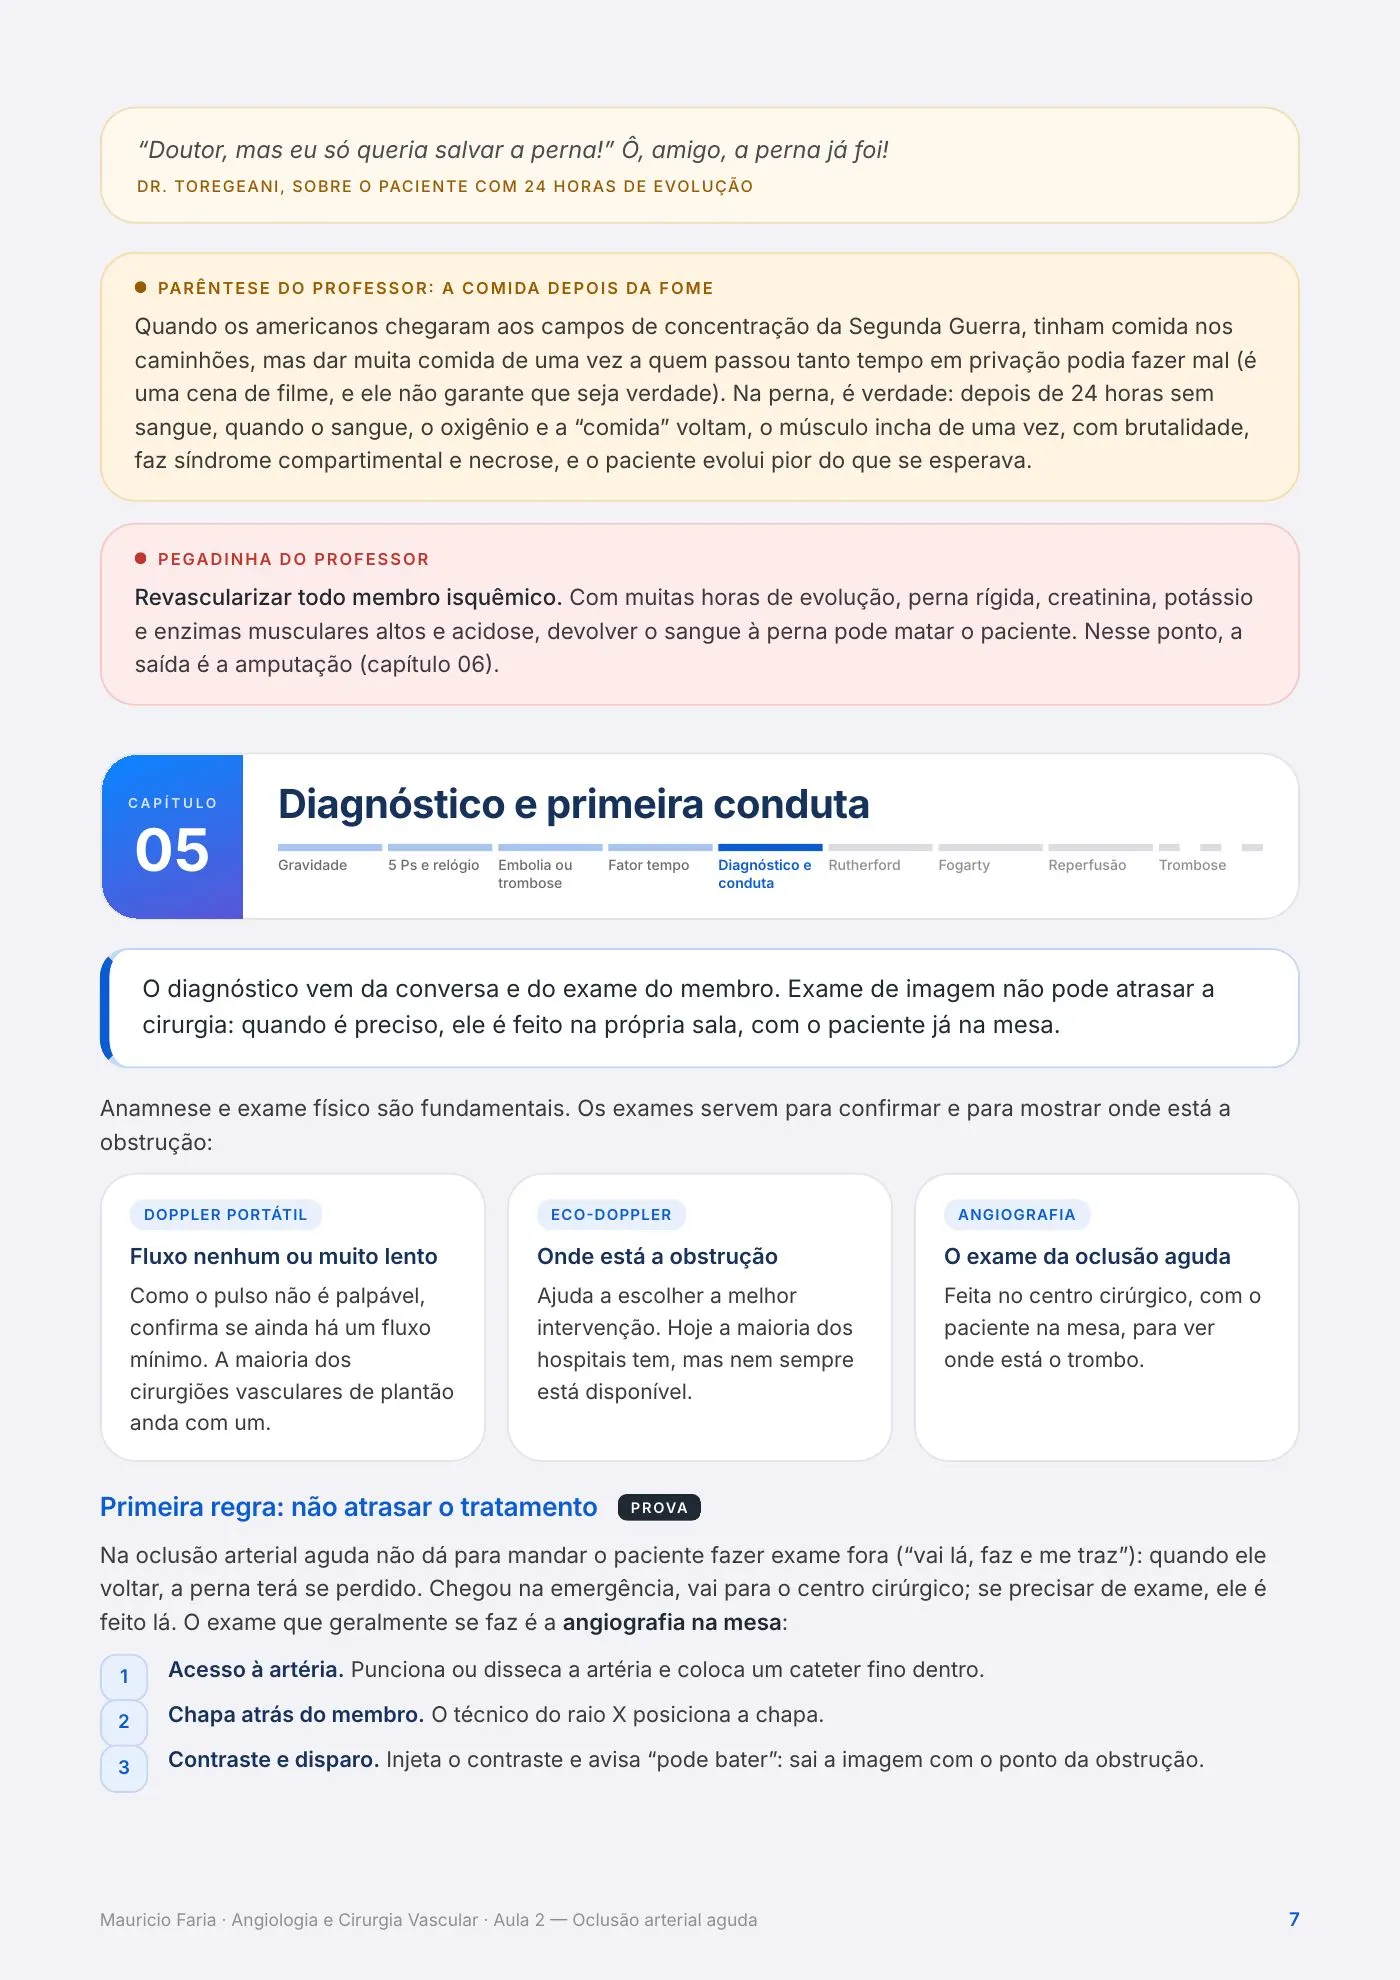 “Doutor, mas eu só queria salvar a perna!” Ô, amigo, a perna já foi!
DR. TOREGEANI, SOBRE O PACIENTE COM 24 HORAS DE EVOLUÇÃO
PARÊNTESE DO PROFESSOR: A COMIDA DEPOIS DA FOME
Quando os americanos chegaram aos campos de concentração da Segunda Guerra, tinham comida nos
caminhões, mas dar muita comida de uma vez a quem passou tanto tempo em privação podia fazer mal (é
uma cena de filme, e ele não garante que seja verdade). Na perna, é verdade: depois de 24 horas sem
sangue, quando o sangue, o oxigênio e a “comida” voltam, o músculo incha de uma vez, com brutalidade,
faz síndrome compartimental e necrose, e o paciente evolui pior do que se esperava.
PEGADINHA DO PROFESSOR
Revascularizar todo membro isquêmico. Com muitas horas de evolução, perna rígida, creatinina, potássio
e enzimas musculares altos e acidose, devolver o sangue à perna pode matar o paciente. Nesse ponto, a
saída é a amputação (capítulo 06).
CAPÍTULO
05
Diagnóstico e primeira conduta
Gravidade
5 Ps e relógio
Embolia ou
trombose
Fator tempo
Diagnóstico e
conduta
Rutherford
Fogarty
Reperfusão
Trombose
O diagnóstico vem da conversa e do exame do membro. Exame de imagem não pode atrasar a
cirurgia: quando é preciso, ele é feito na própria sala, com o paciente já na mesa.
Anamnese e exame físico são fundamentais. Os exames servem para confirmar e para mostrar onde está a
obstrução:
DOPPLER PORTÁTIL
Fluxo nenhum ou muito lento
Como o pulso não é palpável,
confirma se ainda há um fluxo
mínimo. A maioria dos
cirurgiões vasculares de plantão
anda com um.
ECO-DOPPLER
Onde está a obstrução
Ajuda a escolher a melhor
intervenção. Hoje a maioria dos
hospitais tem, mas nem sempre
está disponível.
ANGIOGRAFIA
O exame da oclusão aguda
Feita no centro cirúrgico, com o
paciente na mesa, para ver
onde está o trombo.
Primeira regra: não atrasar o tratamento PROVA
Na oclusão arterial aguda não dá para mandar o paciente fazer exame fora (“vai lá, faz e me traz”): quando ele
voltar, a perna terá se perdido. Chegou na emergência, vai para o centro cirúrgico; se precisar de exame, ele é
feito lá. O exame que geralmente se faz é a angiografia na mesa:
1 Acesso à artéria. Punciona ou disseca a artéria e coloca um cateter fino dentro.
2 Chapa atrás do membro. O técnico do raio X posiciona a chapa.
3 Contraste e disparo. Injeta o contraste e avisa “pode bater”: sai a imagem com o ponto da obstrução.
Mauricio Faria · Angiologia e Cirurgia Vascular · Aula 2 — Oclusão arterial aguda
7